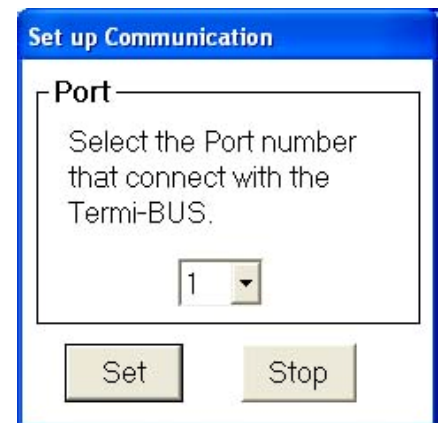 Set up Communication
Port
Select the Port number
that connect with the
Termi-BUS.
1
Set
Stop